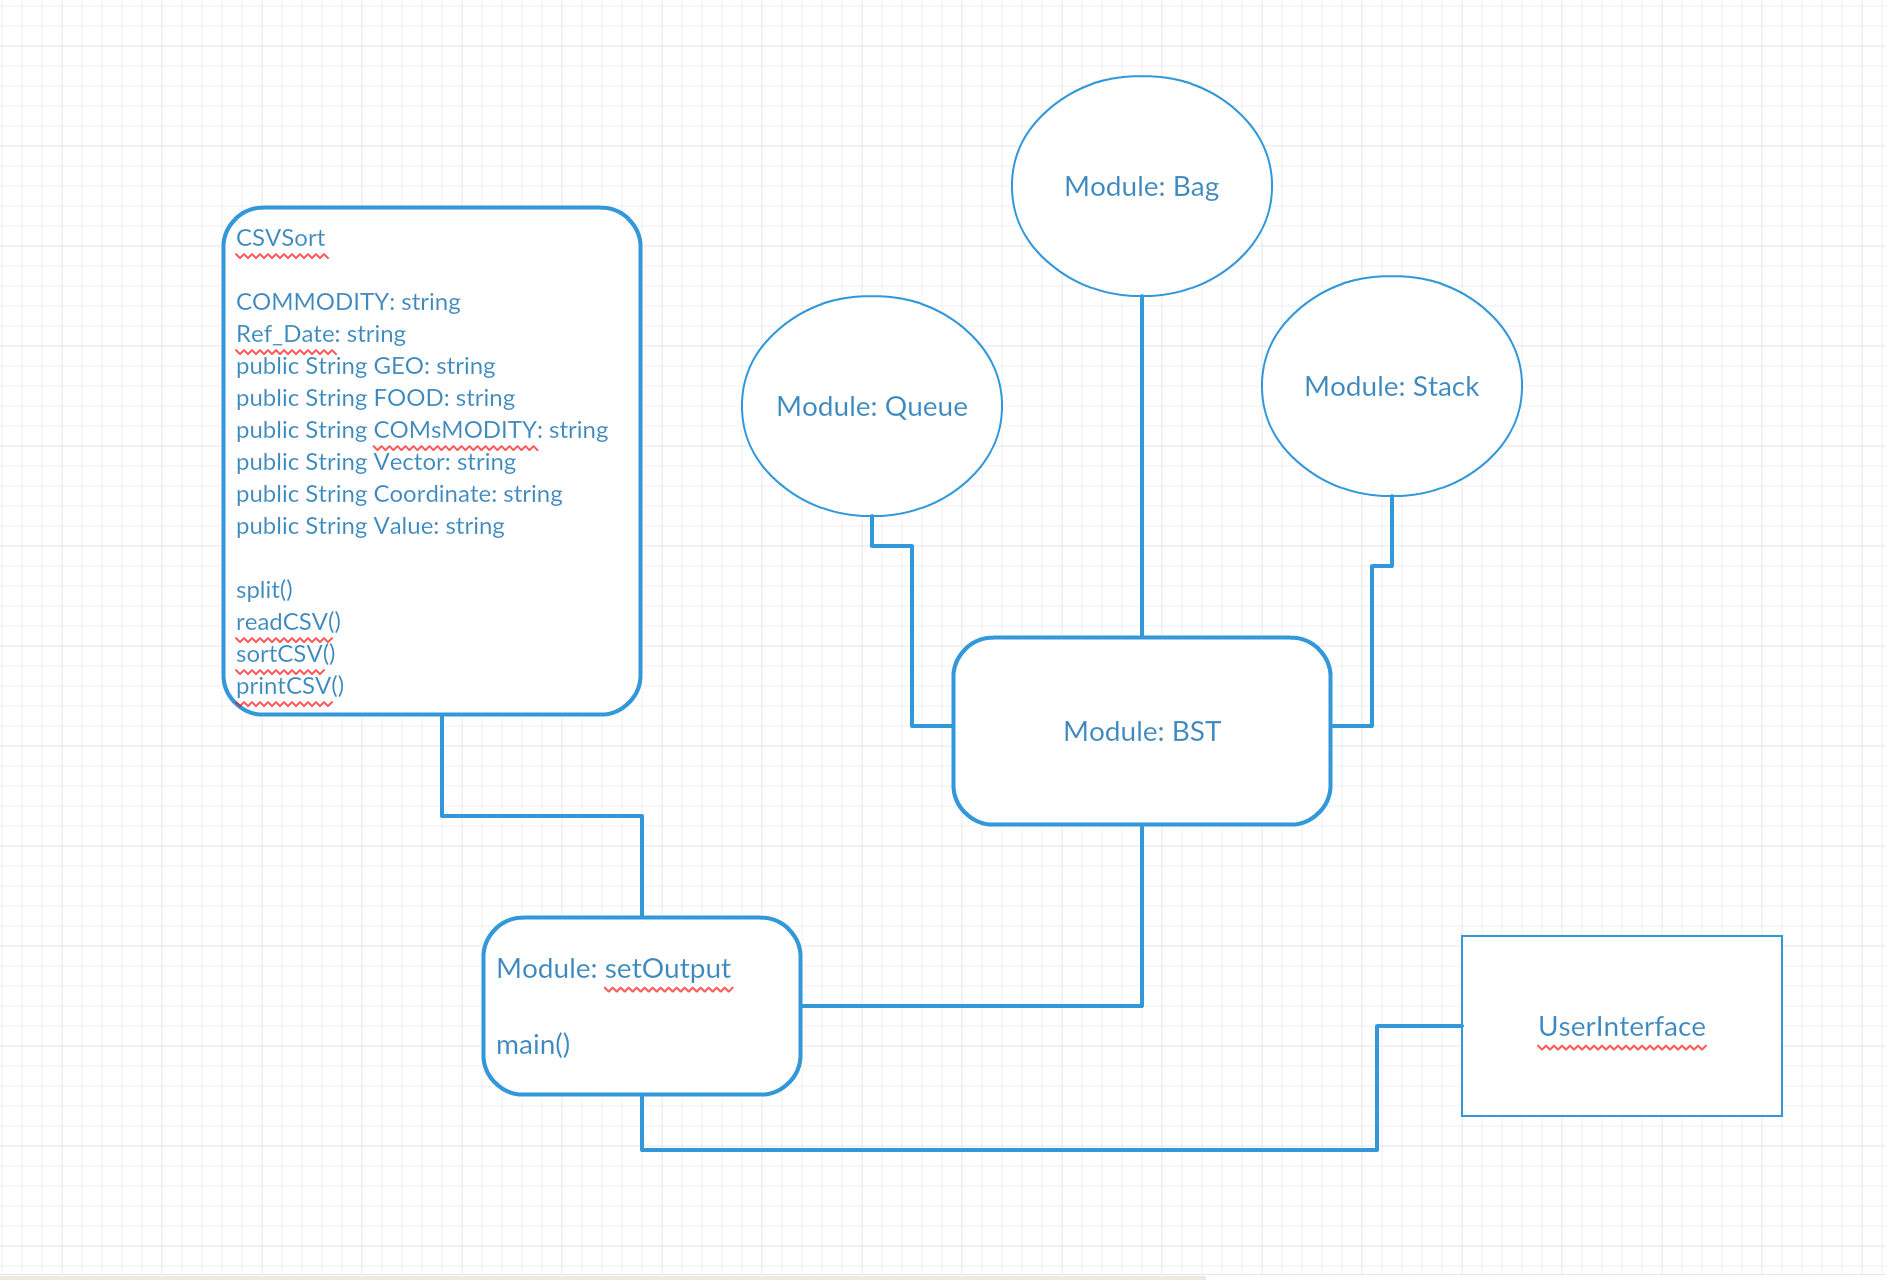 CSVSort
COMMODITY: string
Ref_Date: string
public String GEO: string
public String FOOD: string
public String COMsMODITY: string
public String Vector: string
public String Coordinate: string
public String Value: string
split()
readCSV()
sortCSV()
printCSV()
Module: Bag
Module: Queue
Module: Stack
Module: BST
Module: setOutput
main()
UserInterface